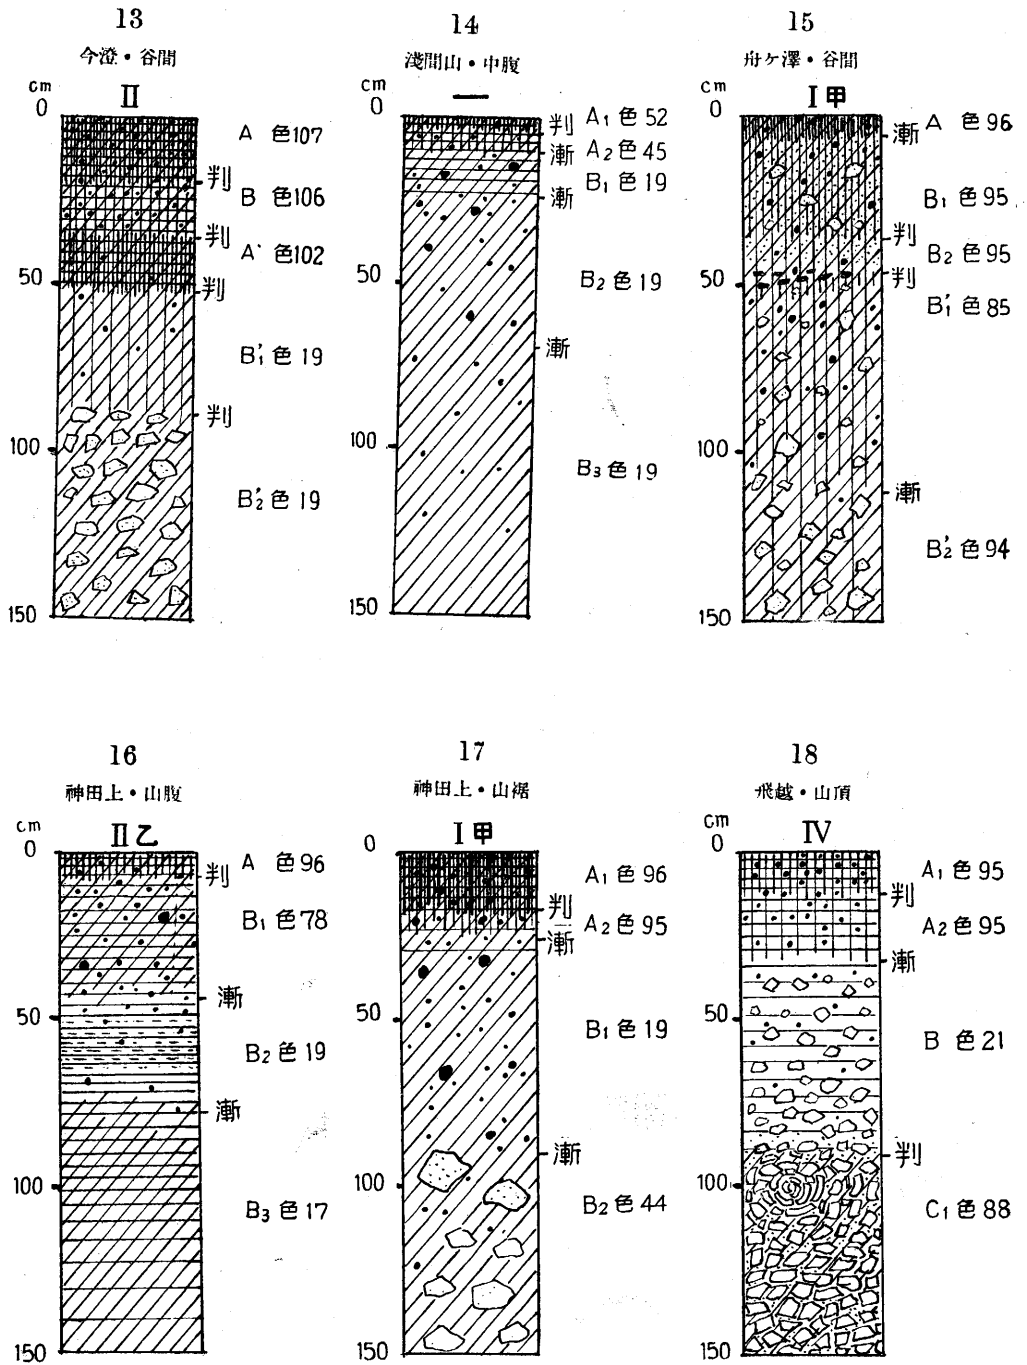 13
今澄・谷間
II
cm
0
50
100
150
A 色107
判
B 色106
判
A' 色102
判
B'₁ 色19
判
B'₂ 色19
14
淺間山・中腹
一
cm
0
50
100
150
判
A₁ 色52
漸
A₂ 色45
B₁ 色19
漸
B₂ 色19
漸
B₃ 色19
15
舟ヶ澤・谷間
I 甲
cm
0
50
100
150
漸
A 色96
B₁ 色95
判
B₂ 色95
判
B'₁ 色85
漸
B'₂ 色94
16
神田上・山腹
II乙
cm
0
50
100
150
A 色96
判
B₁ 色78
漸
B₂ 色19
漸
B₃ 色17
17
神田上・山裾
I 甲
0
50
100
150
A₁ 色96
判
A₂ 色95
漸
B₁ 色19
漸
B₂ 色44
18
飛越・山頂
IV
cm
0
50
100
150
A₁ 色95
判
A₂ 色95
漸
B 色21
判
C₁ 色88